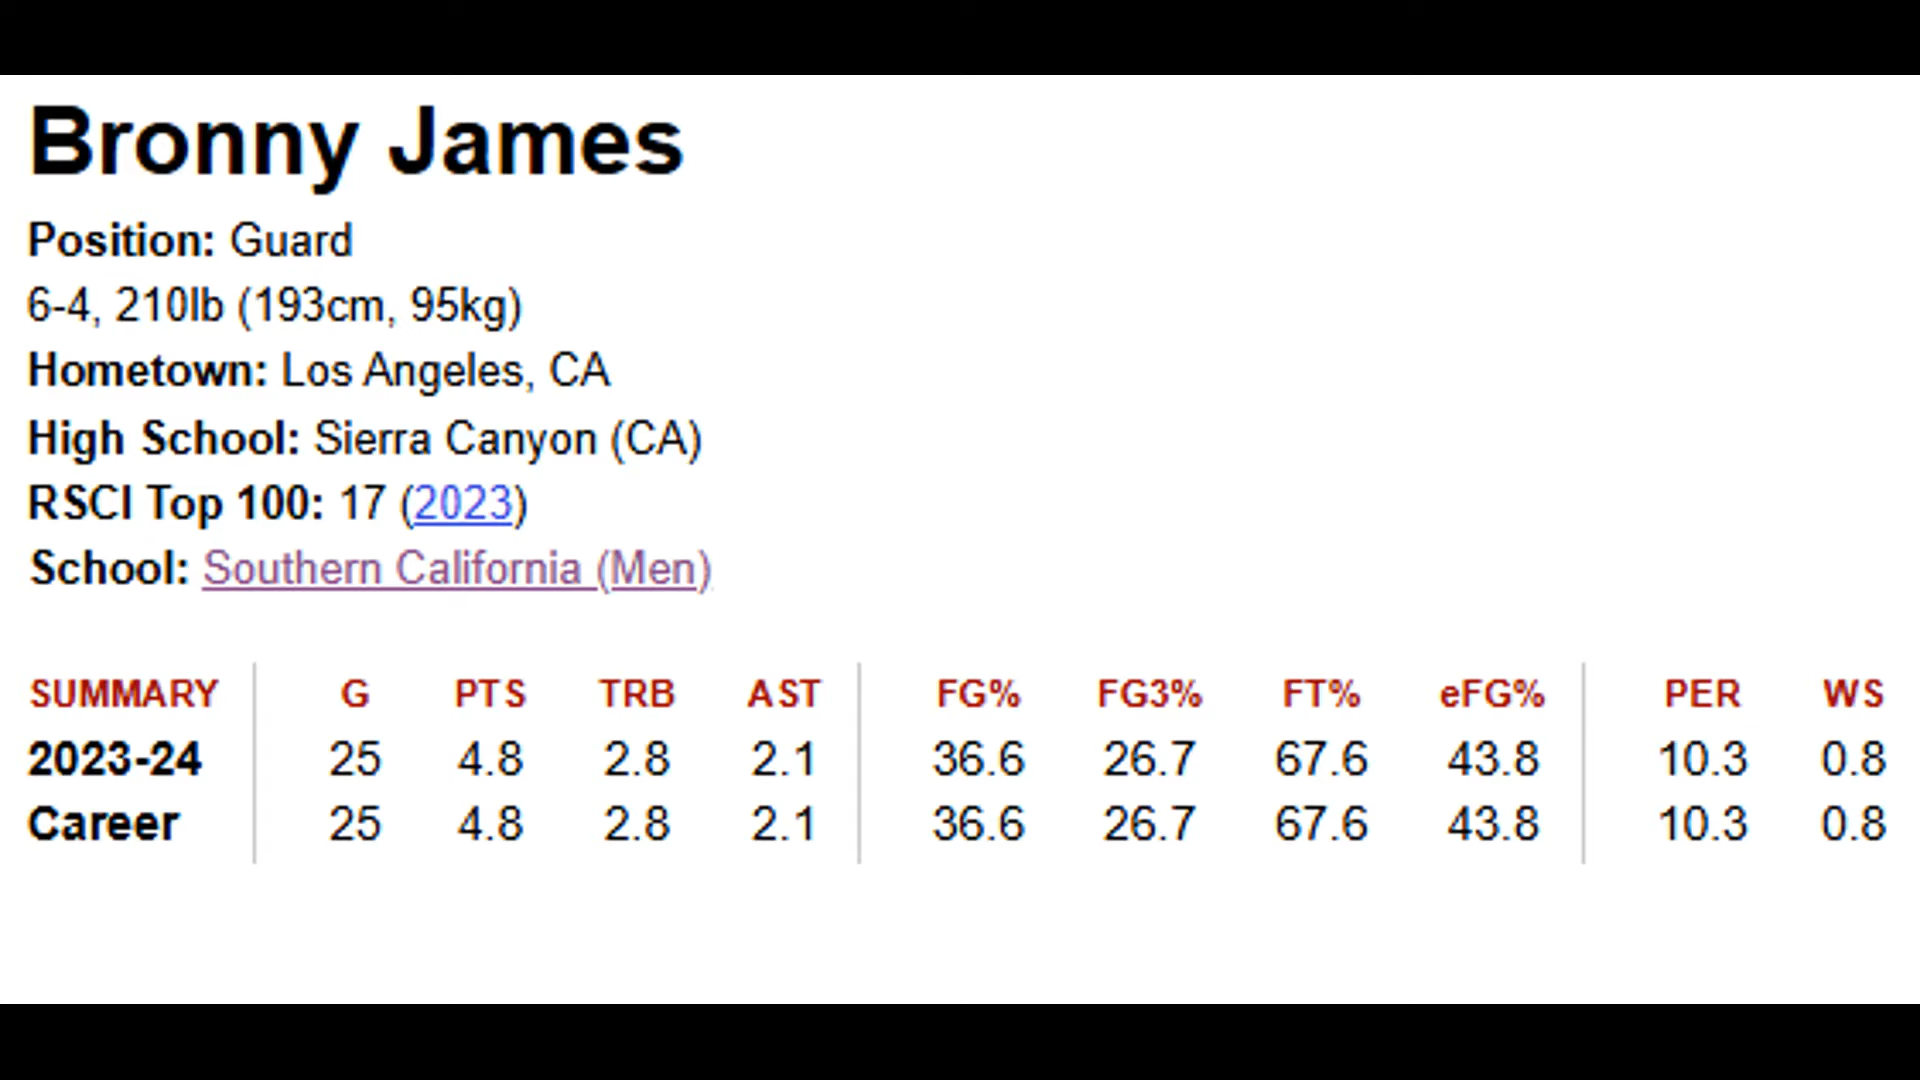 Bronny James
Position: Guard
6-4, 210lb (193cm, 95kg)
Hometown: Los Angeles, CA
High School: Sierra Canyon (CA)
RSCI Top 100: 17 (2023)
School: Southern California (Men)
SUMMARY G PTS TRB AST FG% FG3% FT% eFG% PER WS
2023-24 25 4.8 2.8 2.1 36.6 26.7 67.6 43.8 10.3 0.8
Career 25 4.8 2.8 2.1 36.6 26.7 67.6 43.8 10.3 0.8